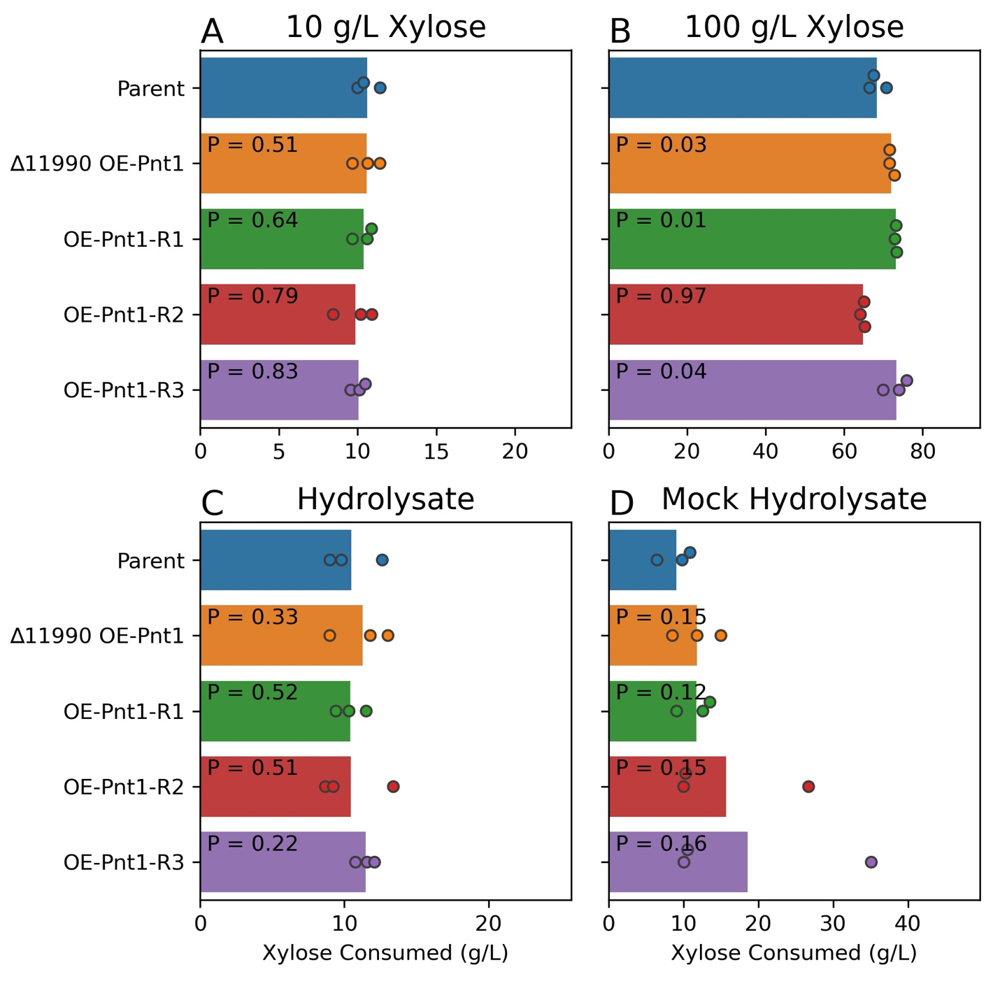 A 10 g/L Xylose
B 100 g/L Xylose
Parent
Δ11990 OE-Pnt1
P = 0.51
P = 0.03
OE-Pnt1-R1
P = 0.64
P = 0.01
OE-Pnt1-R2
P = 0.79
P = 0.97
OE-Pnt1-R3
P = 0.83
P = 0.04
0 5 10 15 20
0 20 40 60 80
C Hydrolysate
D Mock Hydrolysate
Parent
Δ11990 OE-Pnt1
P = 0.33
P = 0.15
OE-Pnt1-R1
P = 0.52
P = 0.12
OE-Pnt1-R2
P = 0.51
P = 0.15
OE-Pnt1-R3
P = 0.22
P = 0.16
0 10 20
0 10 20 30 40
Xylose Consumed (g/L)
Xylose Consumed (g/L)